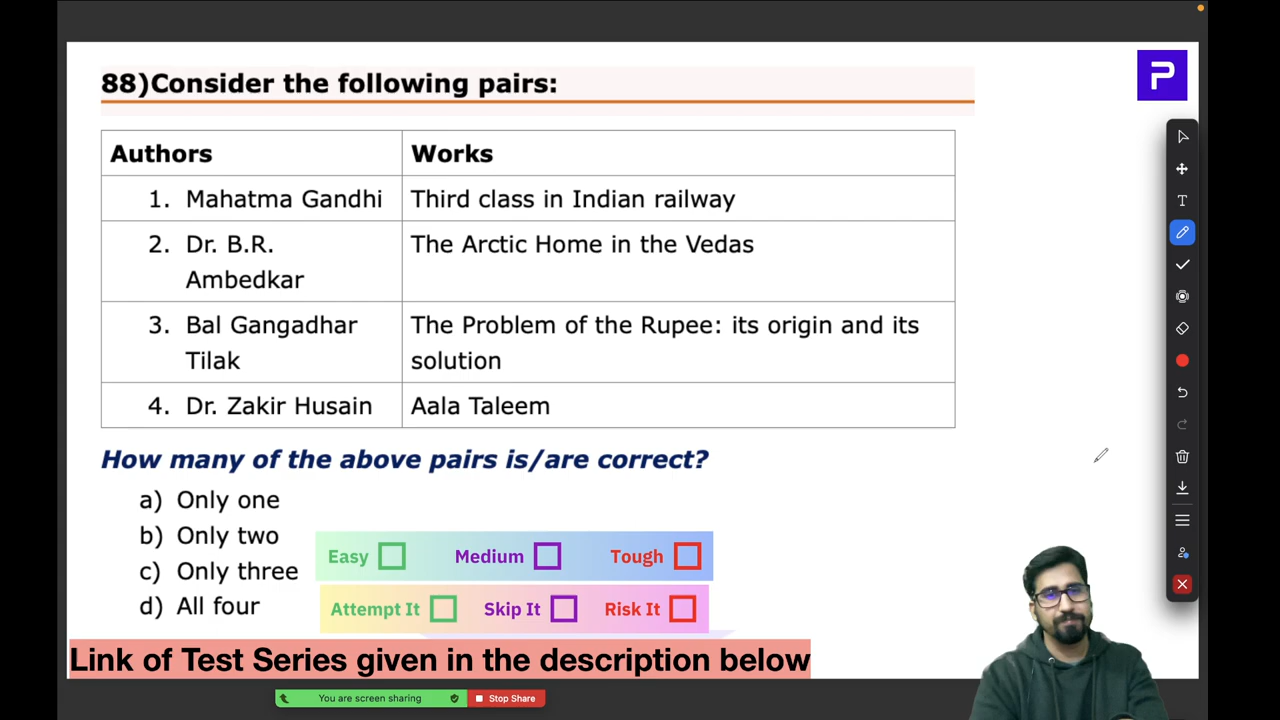 88)Consider the following pairs:
Authors Works
1. Mahatma Gandhi Third class in Indian railway
2. Dr. B.R. Ambedkar The Arctic Home in the Vedas
3. Bal Gangadhar Tilak The Problem of the Rupee: its origin and its solution
4. Dr. Zakir Husain Aala Taleem
How many of the above pairs is/are correct?
a) Only one
b) Only two
c) Only three
d) All four
Easy Medium Tough
Attempt It Skip It Risk It
Link of Test Series given in the description below
You are screen sharing Stop Share
P
T